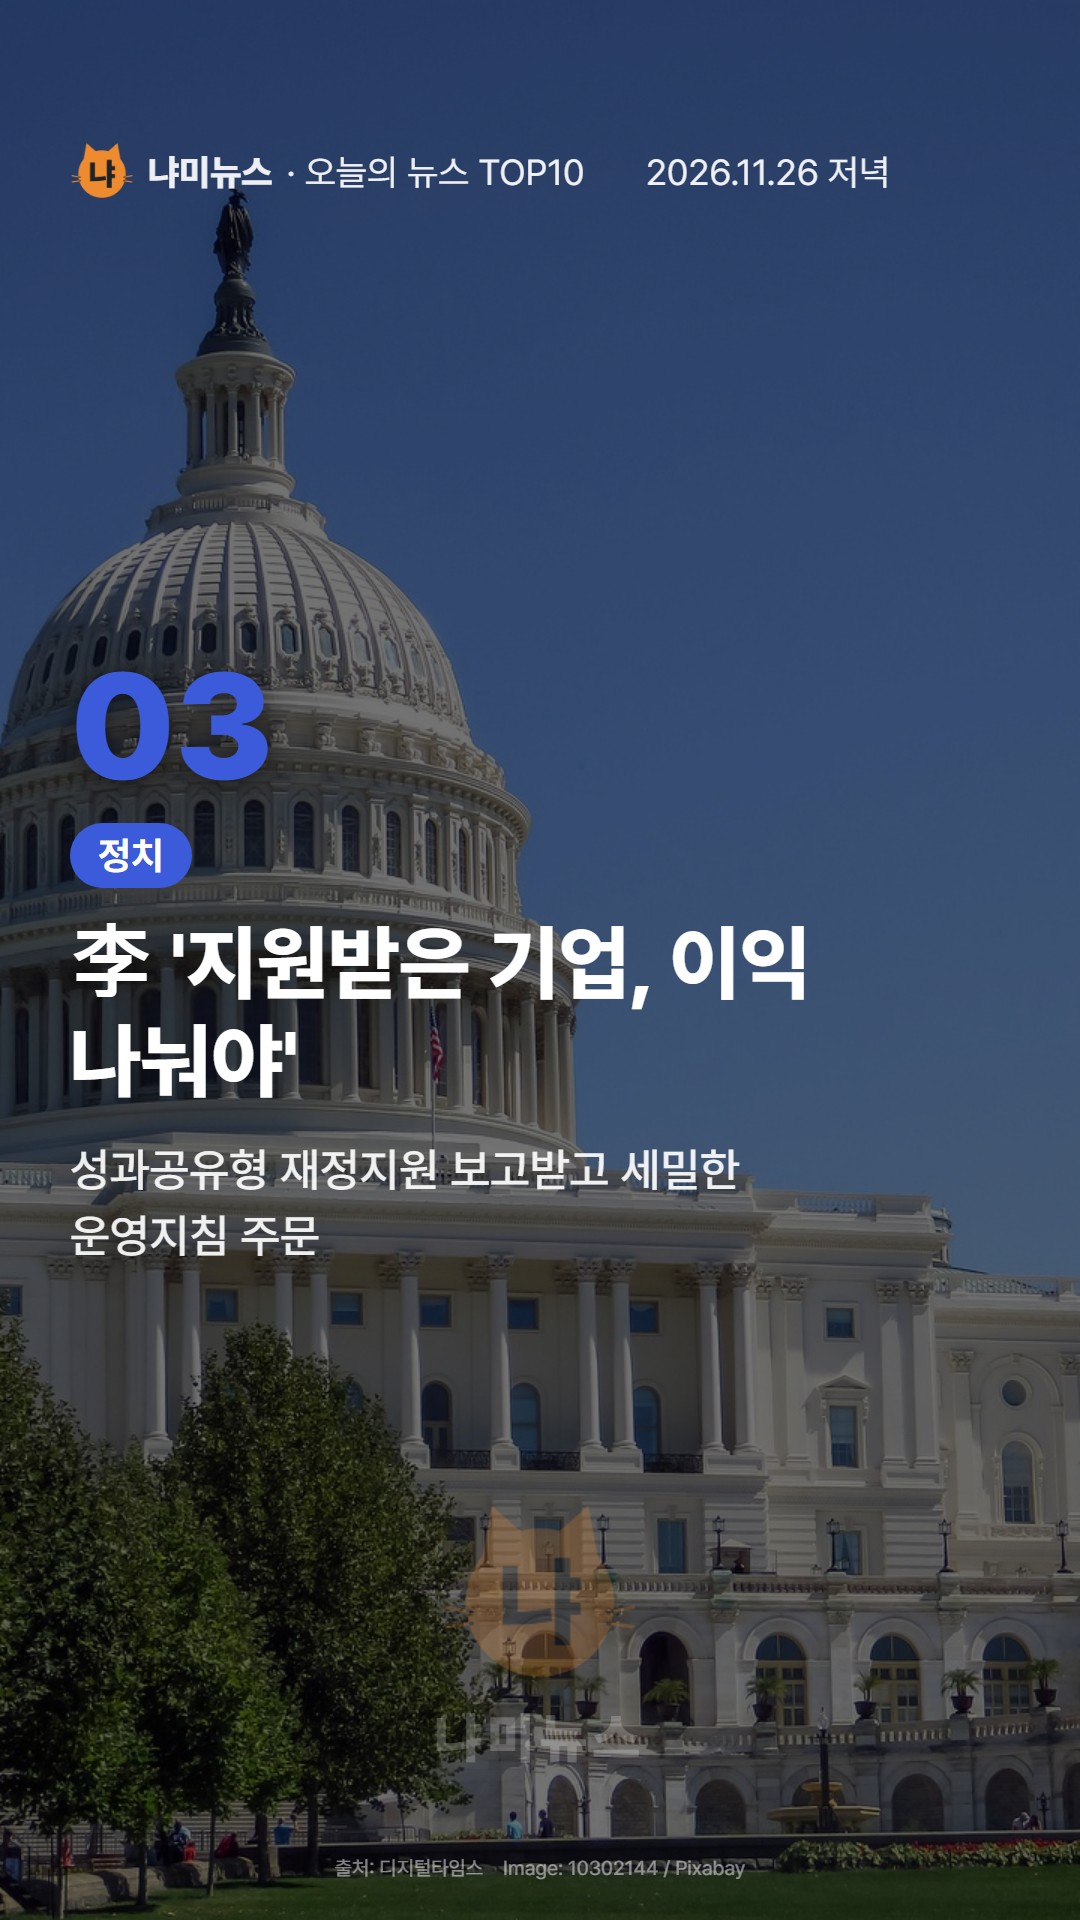 냐 냐미뉴스 · 오늘의 뉴스 TOP10 2026.11.26 저녁
03
정치
李 '지원받은 기업, 이익
나눠야'
성과공유형 재정지원 보고받고 세밀한
운영지침 주문
냐
냐미뉴스
출처: 디지털타임스 Image: 10302144 / Pixabay